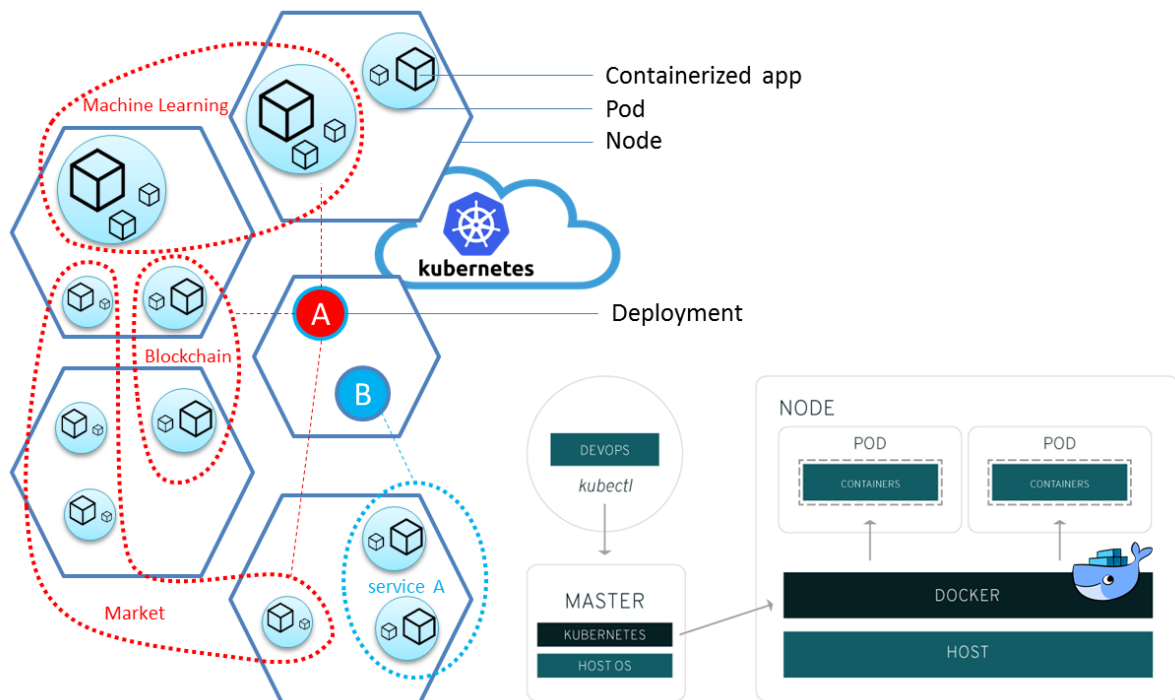 Containerized app
Pod
Node
Machine Learning
kubernetes
A
Deployment
Blockchain
B
service A
Market
DEVOPS
kubectl
MASTER
KUBERNETES
HOST OS
NODE
POD
CONTAINERS
POD
CONTAINERS
DOCKER
HOST